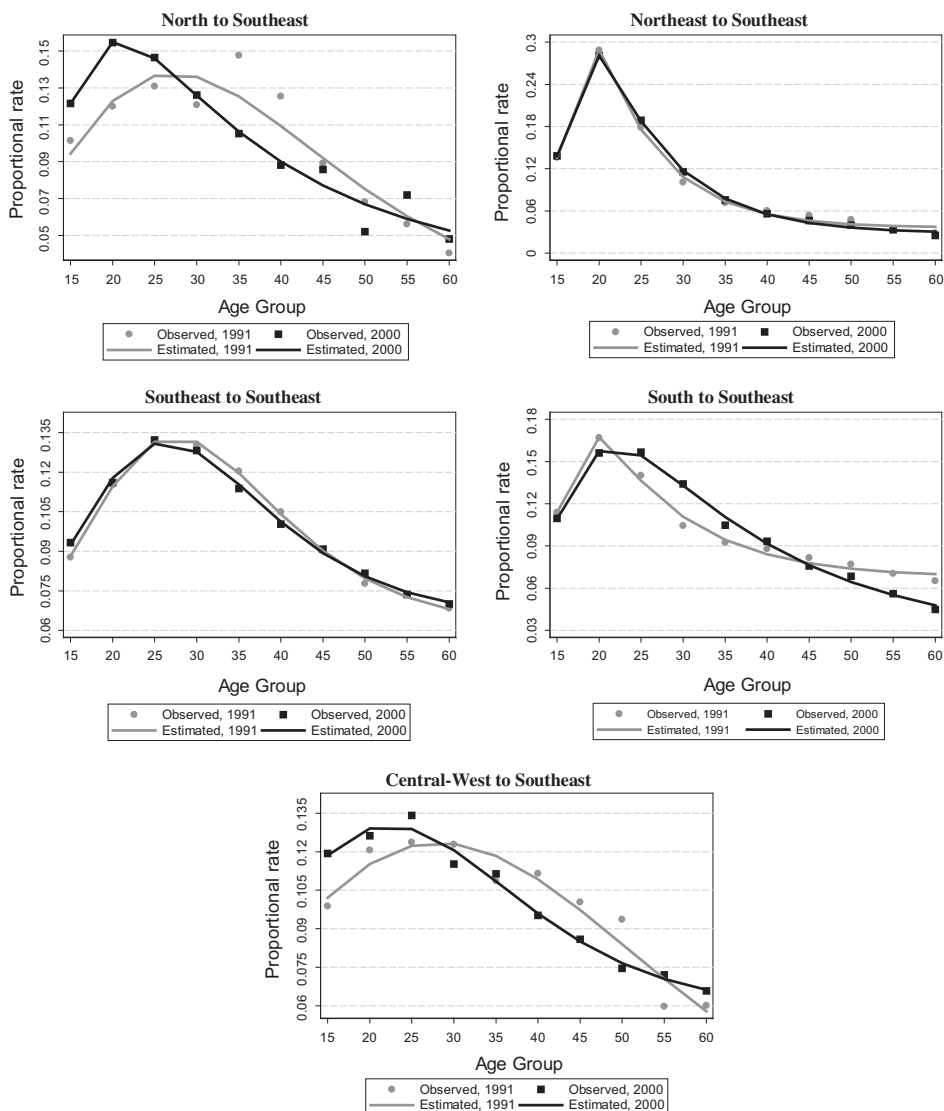 North to Southeast
Proportional rate
0.15
0.13
0.11
0.09
0.07
0.05
15 20 25 30 35 40 45 50 55 60
Age Group
Observed, 1991 Observed, 2000
Estimated, 1991 Estimated, 2000
Northeast to Southeast
Proportional rate
0.3
0.24
0.18
0.12
0.06
0
15 20 25 30 35 40 45 50 55 60
Age Group
Observed, 1991 Observed, 2000
Estimated, 1991 Estimated, 2000
Southeast to Southeast
Proportional rate
0.135
0.12
0.105
0.09
0.075
0.06
15 20 25 30 35 40 45 50 55 60
Age Group
Observed, 1991 Observed, 2000
Estimated, 1991 Estimated, 2000
South to Southeast
Proportional rate
0.18
0.15
0.12
0.09
0.06
0.03
15 20 25 30 35 40 45 50 55 60
Age Group
Observed, 1991 Observed, 2000
Estimated, 1991 Estimated, 2000
Central-West to Southeast
Proportional rate
0.135
0.12
0.105
0.09
0.075
0.06
15 20 25 30 35 40 45 50 55 60
Age Group
Observed, 1991 Observed, 2000
Estimated, 1991 Estimated, 2000